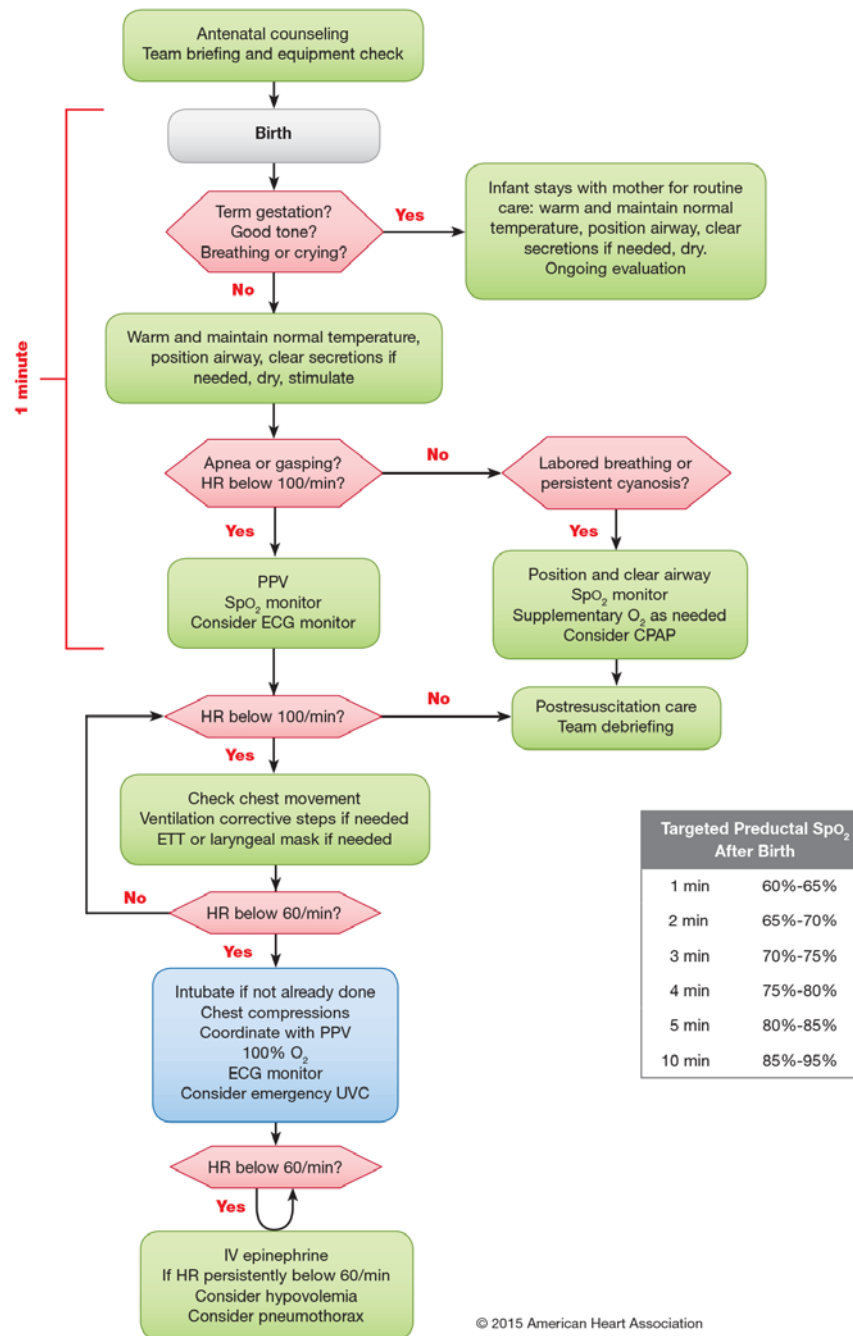 Antenatal counseling
Team briefing and equipment check
Birth
1 minute
Term gestation?
Good tone?
Breathing or crying?
Yes
Infant stays with mother for routine
care: warm and maintain normal
temperature, position airway, clear
secretions if needed, dry.
Ongoing evaluation
No
Warm and maintain normal temperature,
position airway, clear secretions if
needed, dry, stimulate
Apnea or gasping?
HR below 100/min?
No
Labored breathing or
persistent cyanosis?
Yes
Yes
PPV
SpO₂ monitor
Consider ECG monitor
Position and clear airway
SpO₂ monitor
Supplementary O₂ as needed
Consider CPAP
HR below 100/min?
No
Postresuscitation care
Team debriefing
Yes
Check chest movement
Ventilation corrective steps if needed
ETT or laryngeal mask if needed
No
HR below 60/min?
Yes
Intubate if not already done
Chest compressions
Coordinate with PPV
100% O₂
ECG monitor
Consider emergency UVC
HR below 60/min?
Yes
IV epinephrine
If HR persistently below 60/min
Consider hypovolemia
Consider pneumothorax
Targeted Preductal SpO₂
After Birth
1 min 60%-65%
2 min 65%-70%
3 min 70%-75%
4 min 75%-80%
5 min 80%-85%
10 min 85%-95%
© 2015 American Heart Association